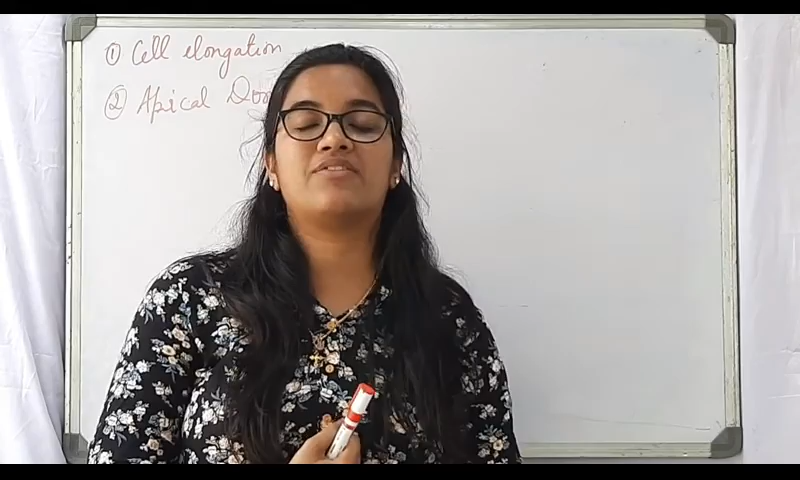 ① Cell elongation
② Apical